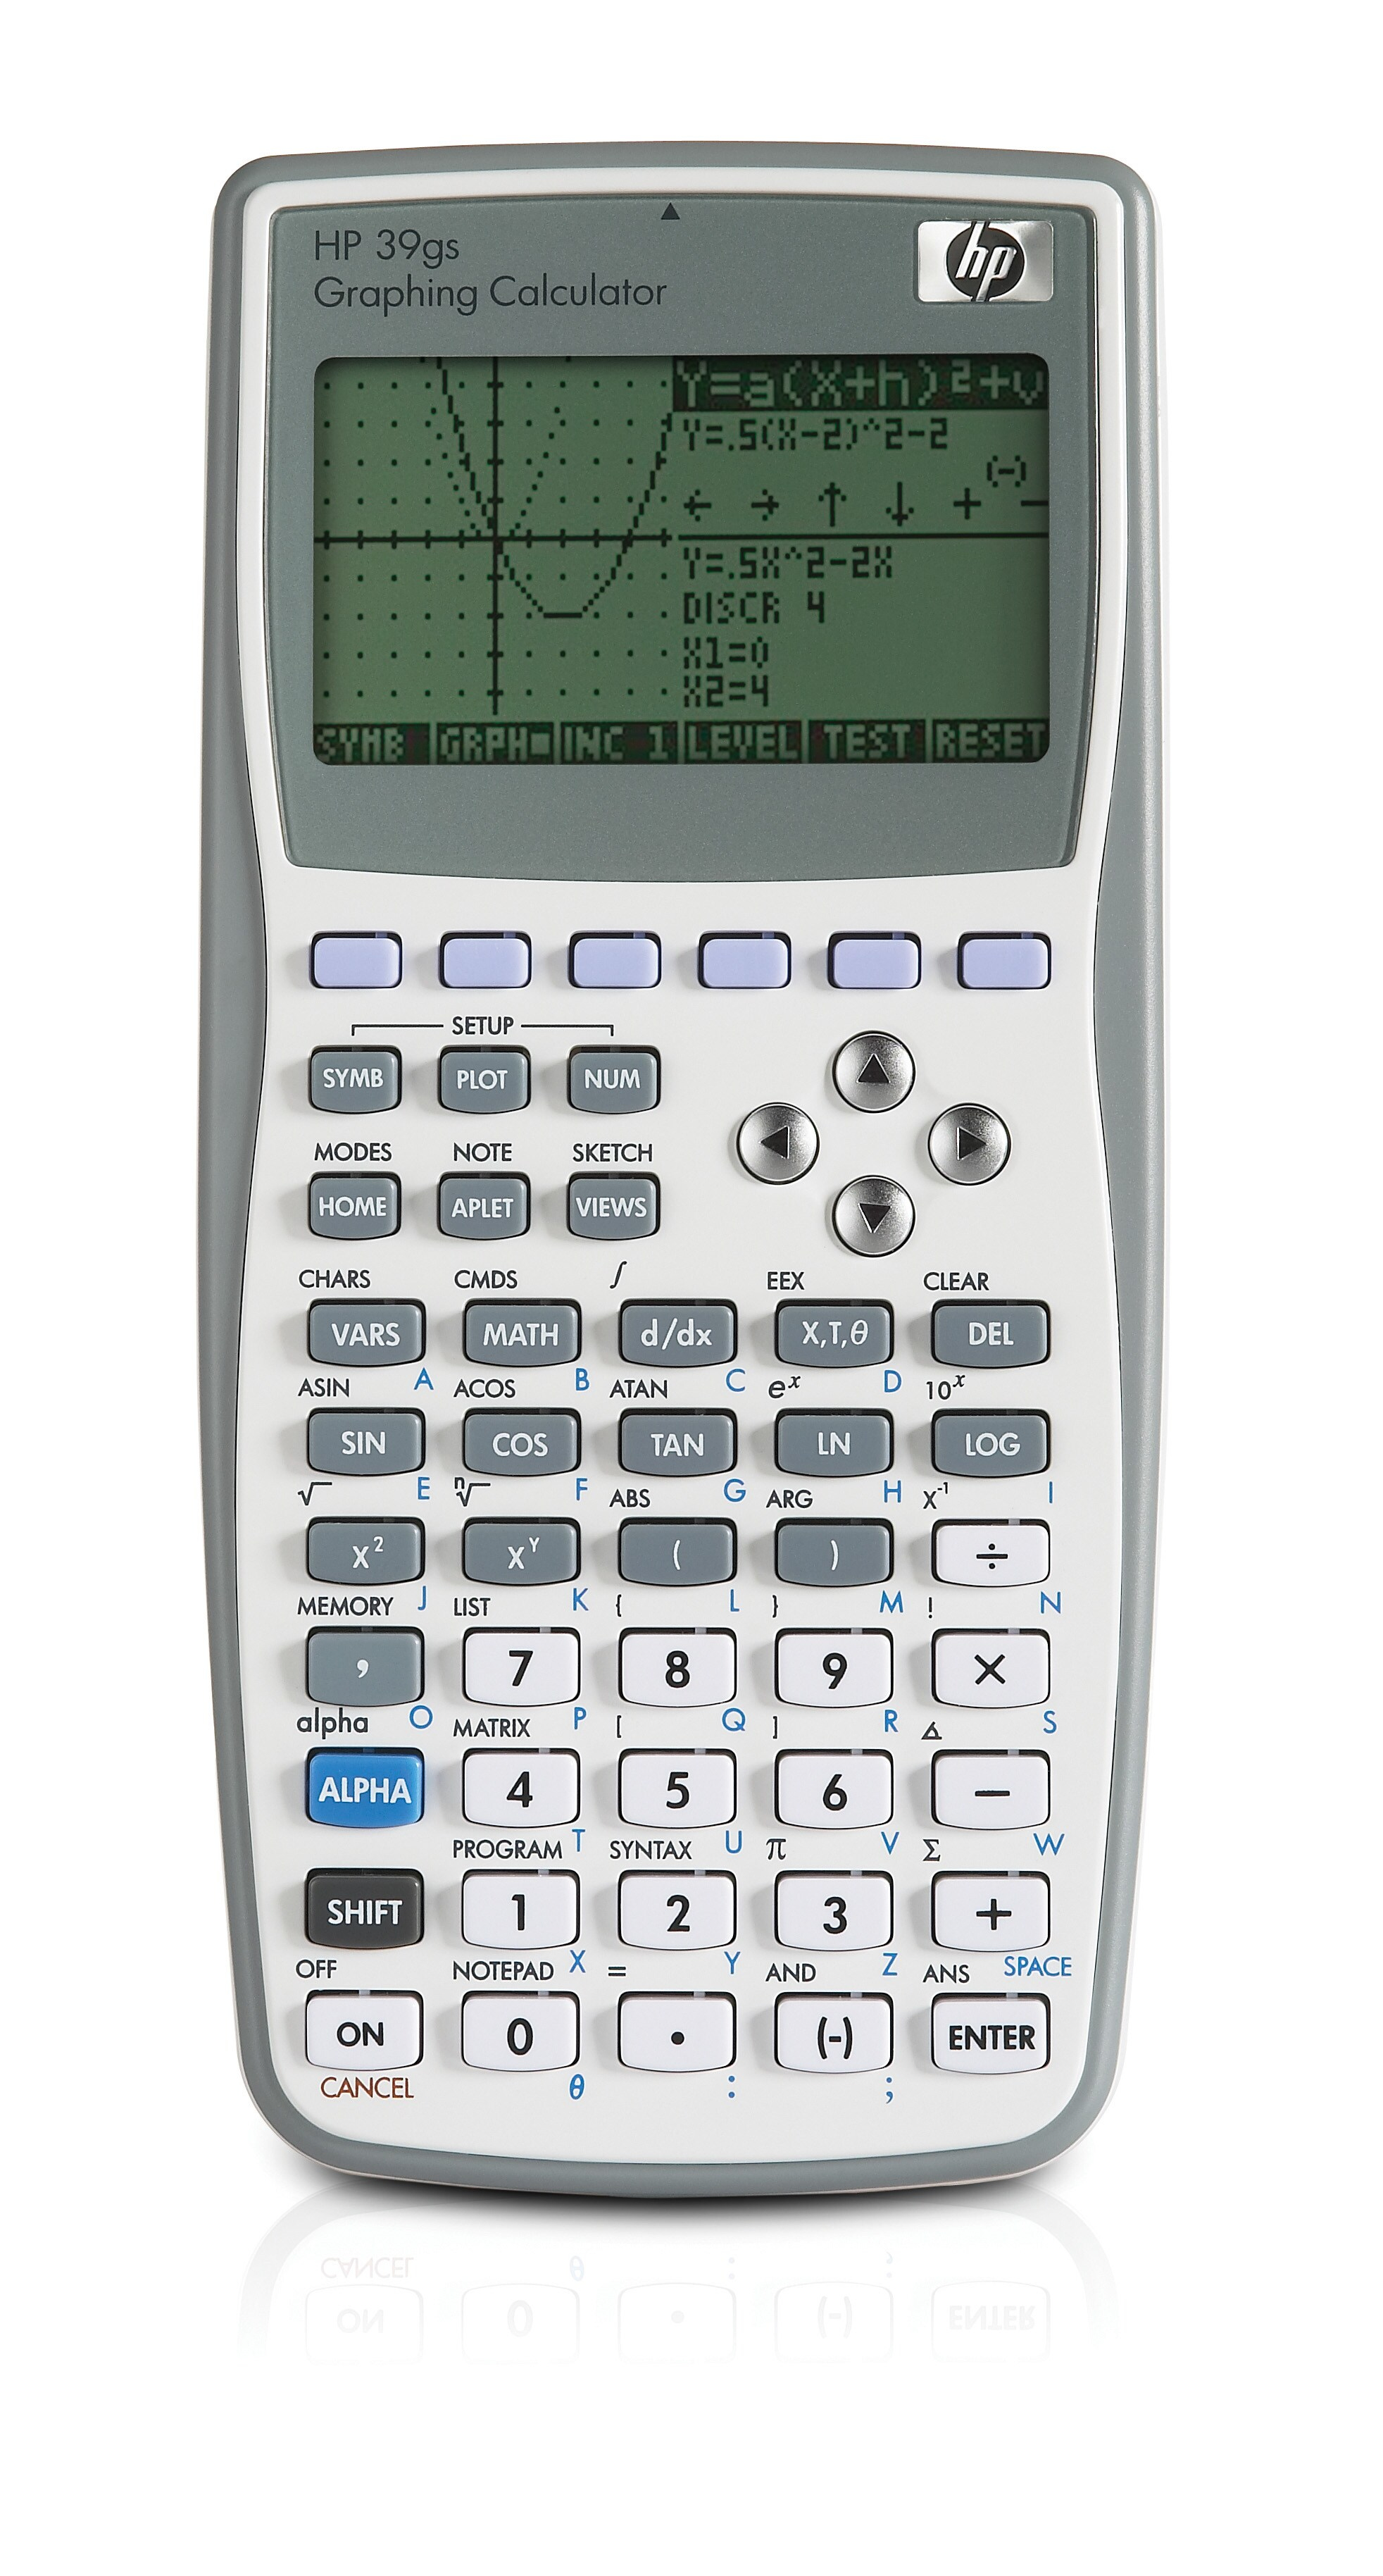 HP 39gs
Graphing Calculator
hp
Y=a(X+h)²+v
Y=.5(X-2)^2-2
(-)
← → ↑ ↓ + -
Y=.5X^2-2X
DISCR 4
X1=0
X2=4
SYMB GRPH■ INC 1 LEVEL TEST RESET
SETUP
SYMB PLOT NUM
MODES NOTE SKETCH
HOME APLET VIEWS
CHARS CMDS ∫ EEX CLEAR
VARS MATH d/dx X,T,θ DEL
A B C D
ASIN ACOS ATAN eˣ 10ˣ
SIN COS TAN LN LOG
E F G H I
√ ⁿ√ ABS ARG X⁻¹
X² Xʸ ( ) ÷
J K L M N
MEMORY LIST { } !
, 7 8 9 ×
O P Q R S
alpha MATRIX [ ] ∡
ALPHA 4 5 6 −
T U V W
PROGRAM SYNTAX π Σ
SHIFT 1 2 3 +
X Y Z SPACE
OFF NOTEPAD = AND ANS
ON 0 • (-) ENTER
CANCEL θ : ;